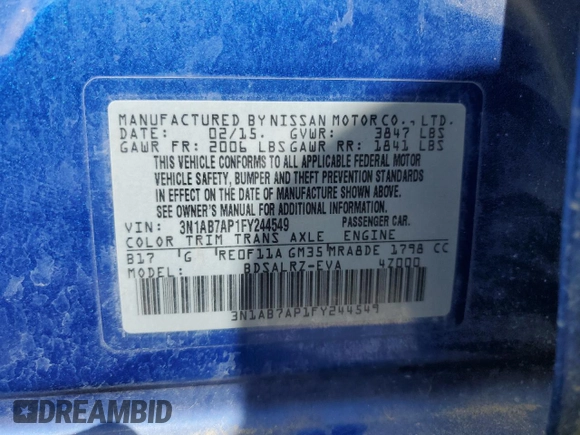 MANUFACTURED BY NISSAN MOTOR CO., LTD.
DATE: 02/15. GVWR: 3847 LBS
GAWR FR: 2006 LBS GAWR RR: 1841 LBS
THIS VEHICLE CONFORMS TO ALL APPLICABLE FEDERAL MOTOR
VEHICLE SAFETY, BUMPER AND THEFT PREVENTION STANDARDS
IN EFFECT ON THE DATE OF MANUFACTURE SHOWN ABOVE.
SEE OWNER'S MANUAL FOR ADDITIONAL INFORMATION.
VIN: 3N1AB7AP1FY244549 PASSENGER CAR.
COLOR TRIM TRANS AXLE ENGINE
B17 G RE0F11A GM35 MRA8DE 1798 CC
MODEL: BDSALRZ-EVA 4Z000
3N1AB7AP1FY244549
DREAMBID